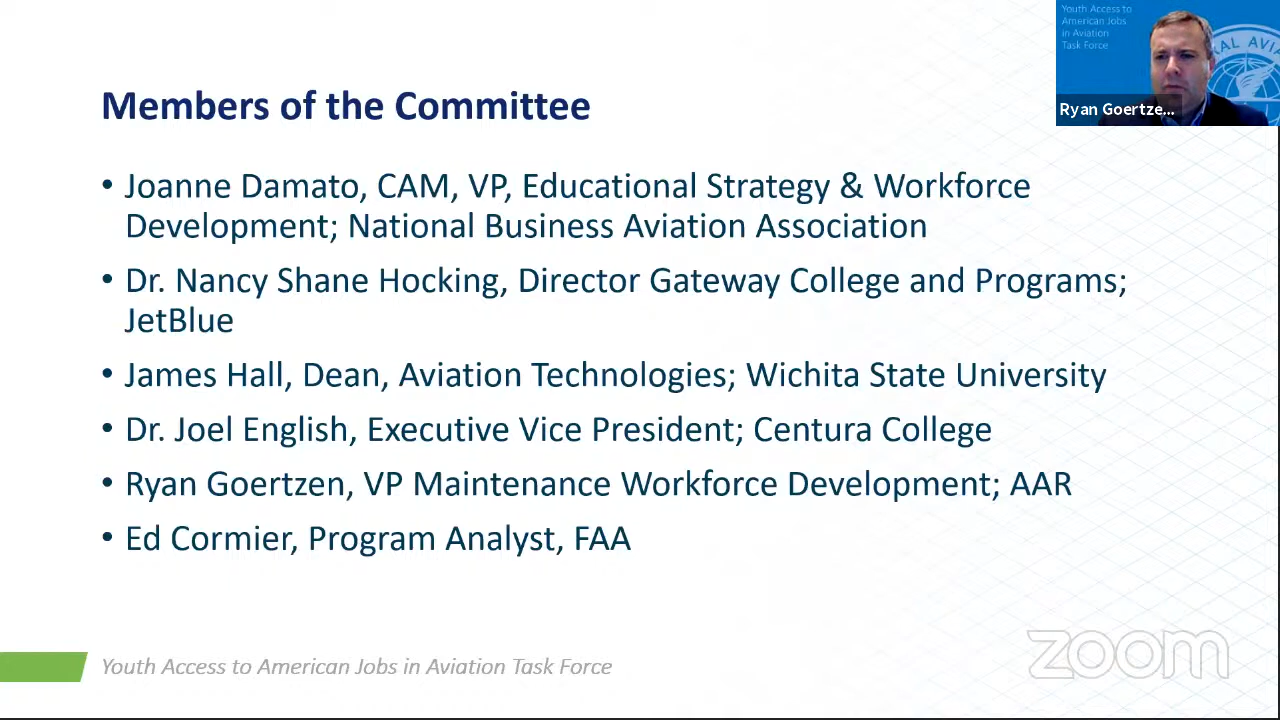 Youth Access to
American Jobs
in Aviation
Task Force
Ryan Goertze...
Members of the Committee
• Joanne Damato, CAM, VP, Educational Strategy & Workforce
Development; National Business Aviation Association
• Dr. Nancy Shane Hocking, Director Gateway College and Programs;
JetBlue
• James Hall, Dean, Aviation Technologies; Wichita State University
• Dr. Joel English, Executive Vice President; Centura College
• Ryan Goertzen, VP Maintenance Workforce Development; AAR
• Ed Cormier, Program Analyst, FAA
Youth Access to American Jobs in Aviation Task Force
zoom